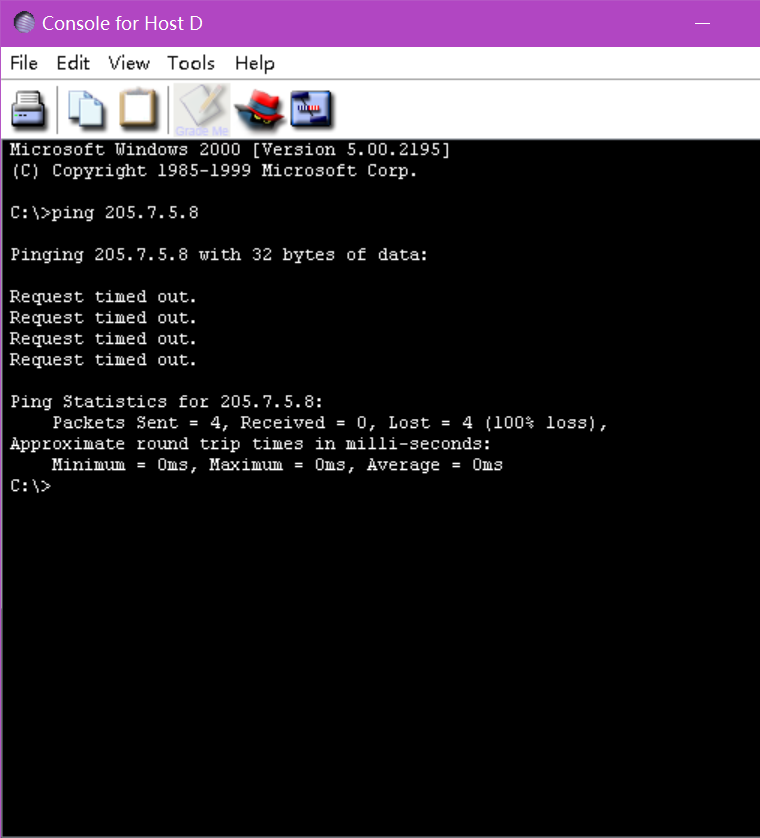 Console for Host D
File Edit View Tools Help
Grade Me
Microsoft Windows 2000 [Version 5.00.2195]
(C) Copyright 1985-1999 Microsoft Corp.
C:\>ping 205.7.5.8
Pinging 205.7.5.8 with 32 bytes of data:
Request timed out.
Request timed out.
Request timed out.
Request timed out.
Ping Statistics for 205.7.5.8:
Packets Sent = 4, Received = 0, Lost = 4 (100% loss),
Approximate round trip times in milli-seconds:
Minimum = 0ms, Maximum = 0ms, Average = 0ms
C:\>